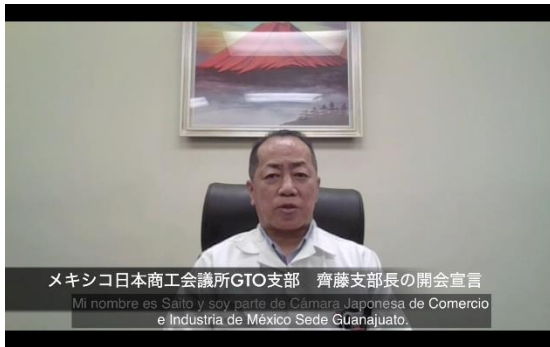 メキシコ日本商工会議所GTO支部　齊藤支部長の開会宣言
Mi nombre es Saito y soy parte de Cámara Japonesa de Comercio
e Industria de México Sede Guanajuato.